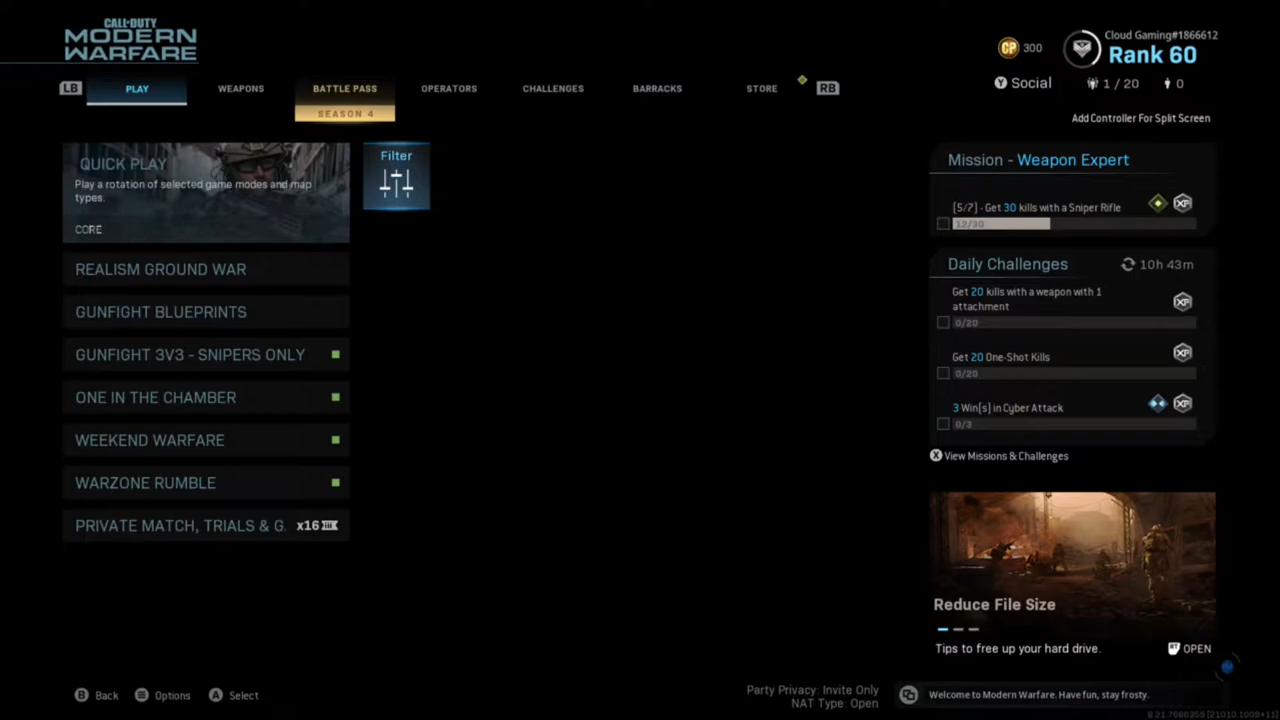 CALL OF DUTY
MODERN
WARFARE
CP 300
Cloud Gaming#1866612
Rank 60
LB PLAY WEAPONS BATTLE PASS OPERATORS CHALLENGES BARRACKS STORE RB
SEASON 4
Y Social 1 / 20 0
Add Controller For Split Screen
QUICK PLAY
Play a rotation of selected game modes and map
types.
CORE
Filter
REALISM GROUND WAR
GUNFIGHT BLUEPRINTS
GUNFIGHT 3V3 - SNIPERS ONLY
ONE IN THE CHAMBER
WEEKEND WARFARE
WARZONE RUMBLE
PRIVATE MATCH, TRIALS & G. x16
Mission - Weapon Expert
[5/7] - Get 30 kills with a Sniper Rifle XP
12/30
Daily Challenges 10h 43m
Get 20 kills with a weapon with 1
attachment XP
0/20
Get 20 One-Shot Kills XP
0/20
3 Win[s] in Cyber Attack XP
0/3
X View Missions & Challenges
Reduce File Size
Tips to free up your hard drive. RT OPEN
B Back Options A Select
Party Privacy: Invite Only
NAT Type: Open
Welcome to Modern Warfare. Have fun, stay frosty.